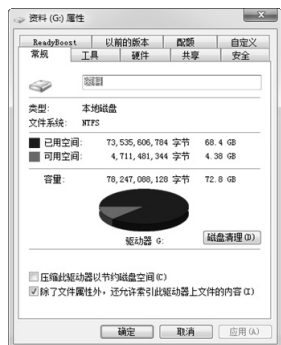 资料 (G:) 属性
ReadyBoost 以前的版本 配额 自定义
常规 工具 硬件 共享 安全
类型: 本地磁盘
文件系统: NTFS
已用空间: 73,535,606,784 字节 68.4 GB
可用空间: 4,711,481,344 字节 4.38 GB
容量: 78,247,088,128 字节 72.8 GB
驱动器 G:
磁盘清理(D)
压缩此驱动器以节约磁盘空间(C)
除了文件属性外，还允许索引此驱动器上文件的内容(I)
确定 取消 应用(A)